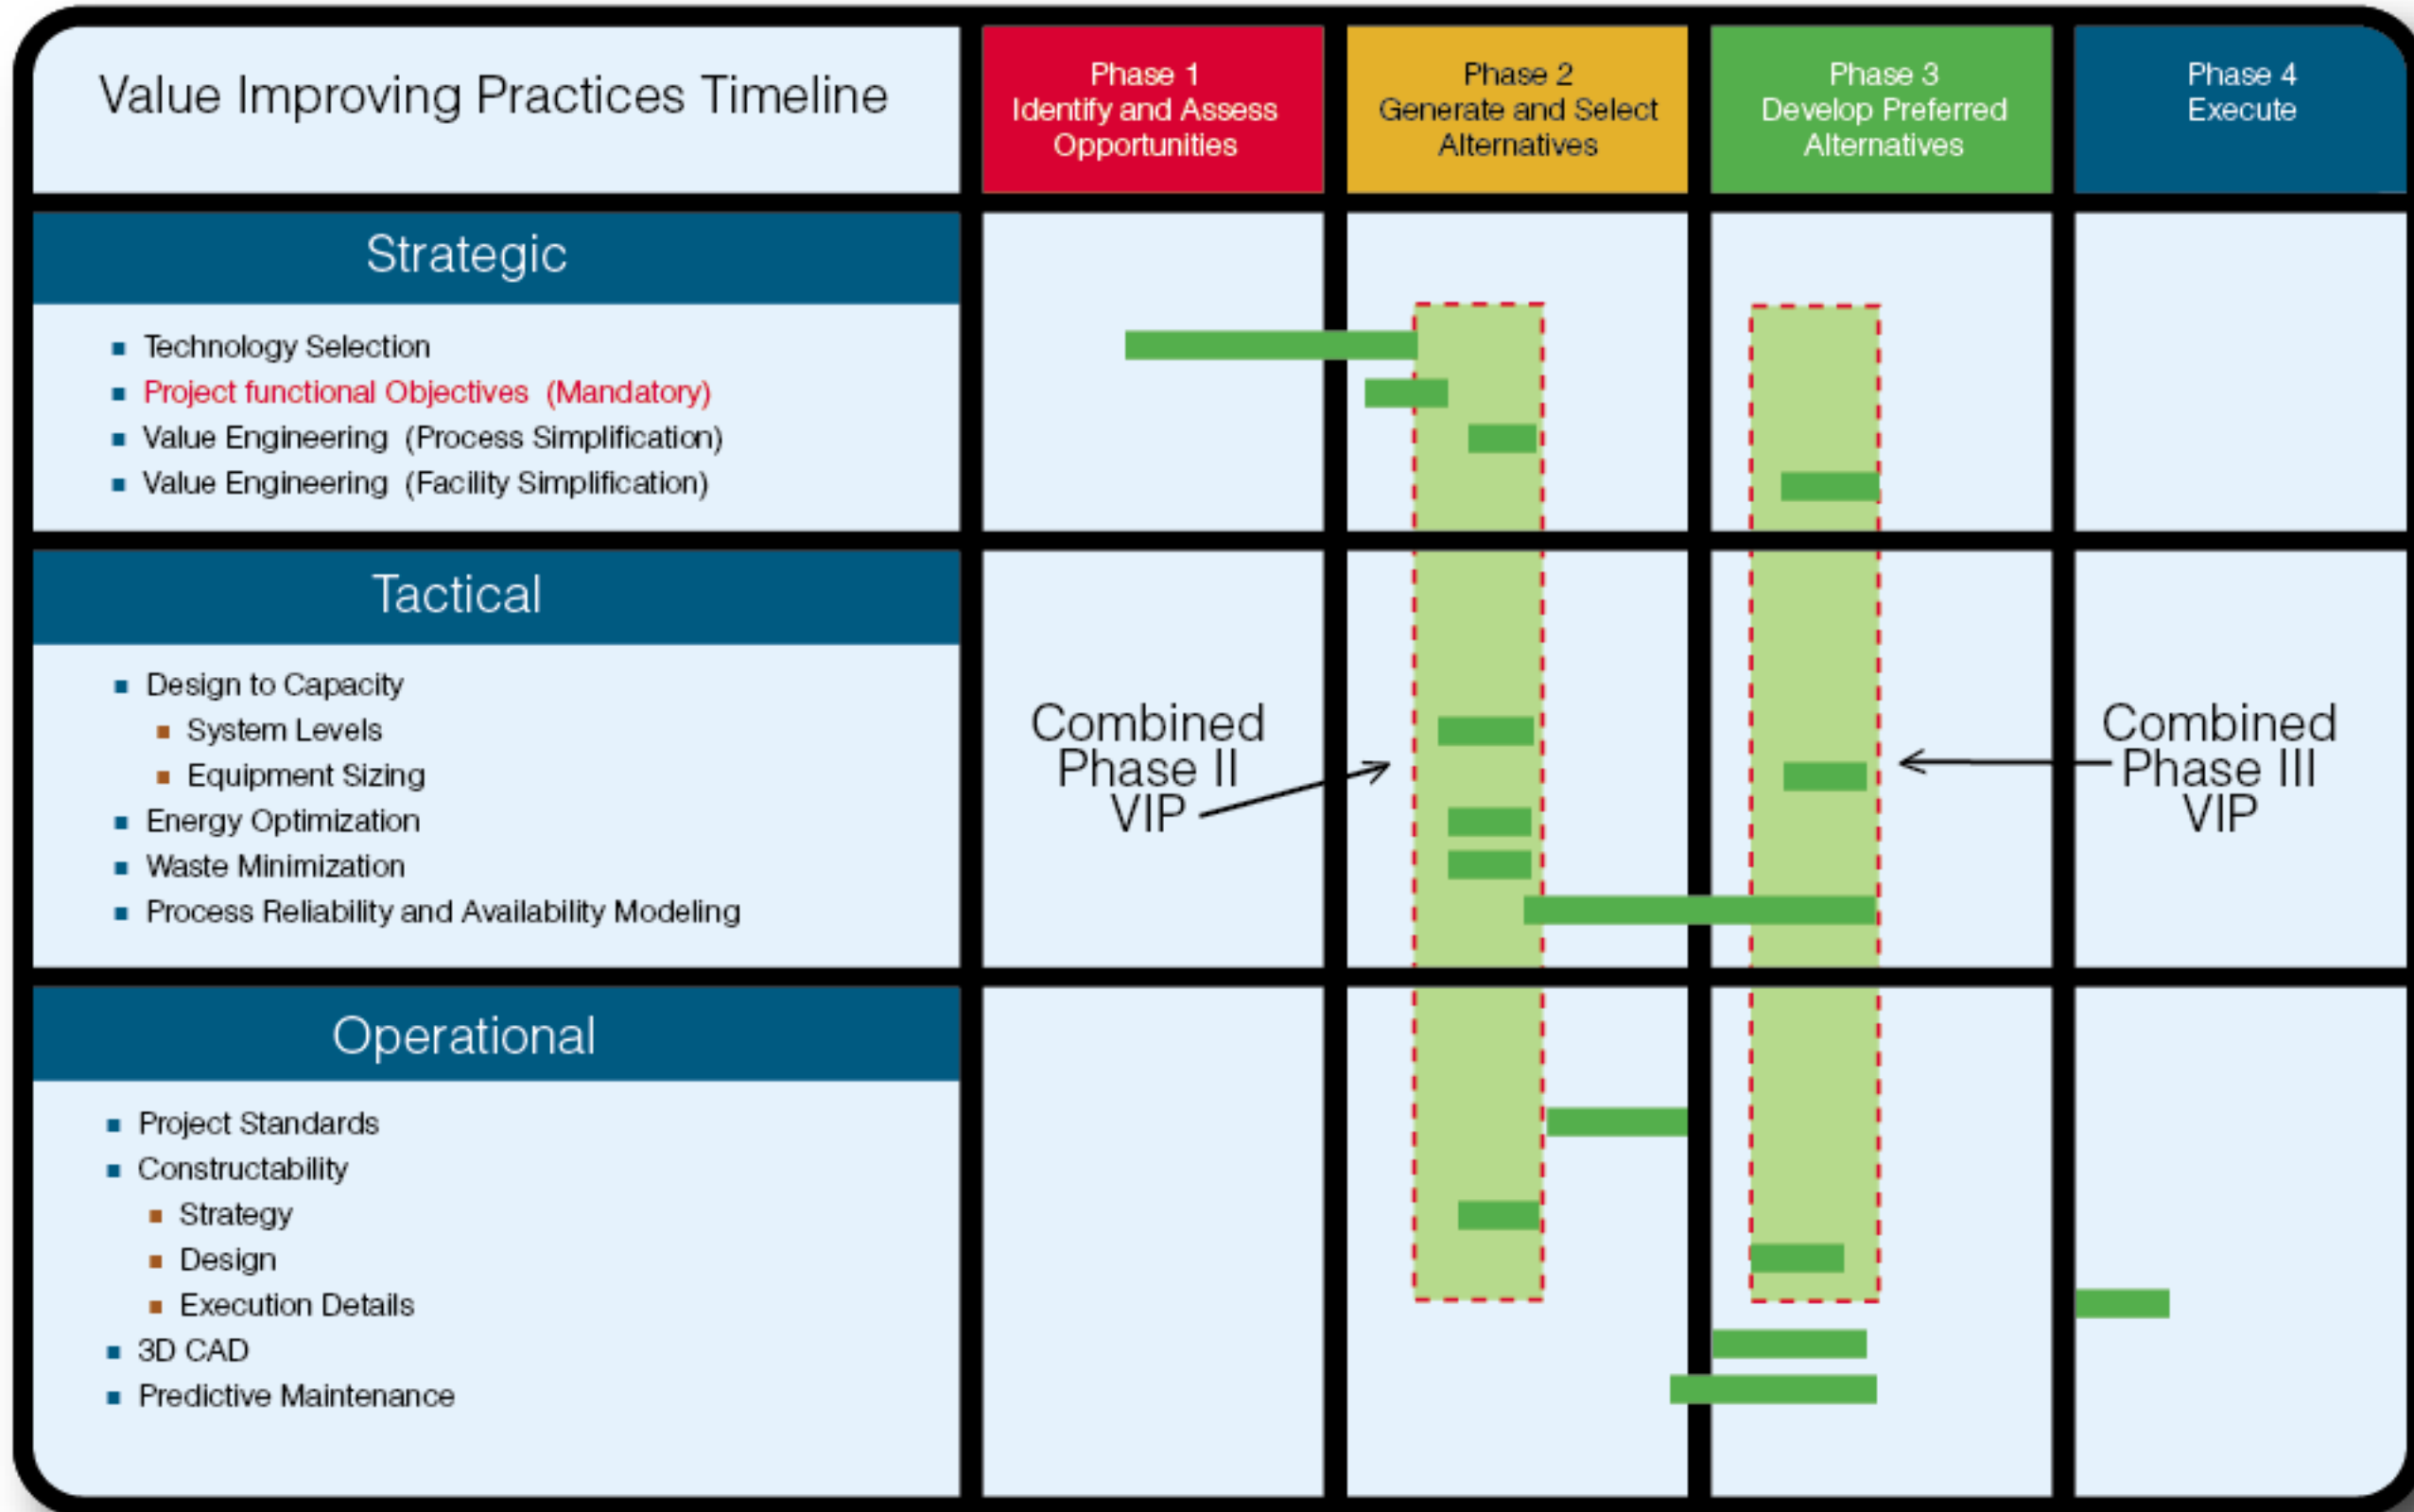 Value Improving Practices Timeline
Phase 1
Identify and Assess
Opportunities
Phase 2
Generate and Select
Alternatives
Phase 3
Develop Preferred
Alternatives
Phase 4
Execute
Strategic
Technology Selection
Project functional Objectives (Mandatory)
Value Engineering (Process Simplification)
Value Engineering (Facility Simplification)
Tactical
Design to Capacity
System Levels
Equipment Sizing
Energy Optimization
Waste Minimization
Process Reliability and Availability Modeling
Combined
Phase II
VIP
Combined
Phase III
VIP
Operational
Project Standards
Constructability
Strategy
Design
Execution Details
3D CAD
Predictive Maintenance